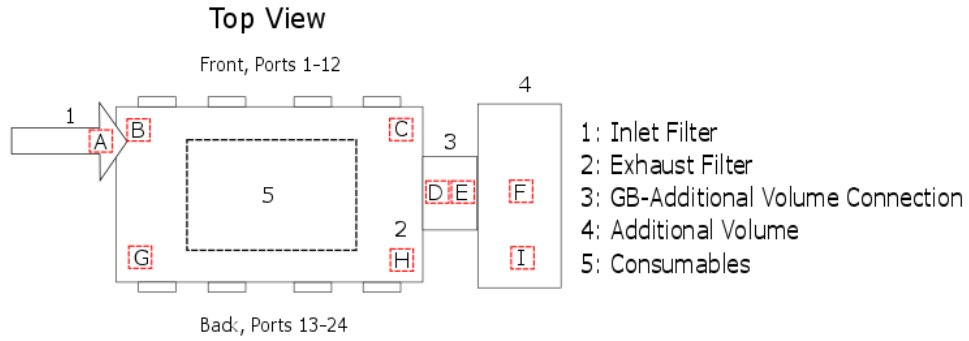 Top View
Front, Ports 1-12
4
1
A
B
C
3
1: Inlet Filter
2: Exhaust Filter
3: GB-Additional Volume Connection
4: Additional Volume
5: Consumables
5
D
E
F
2
G
H
I
Back, Ports 13-24